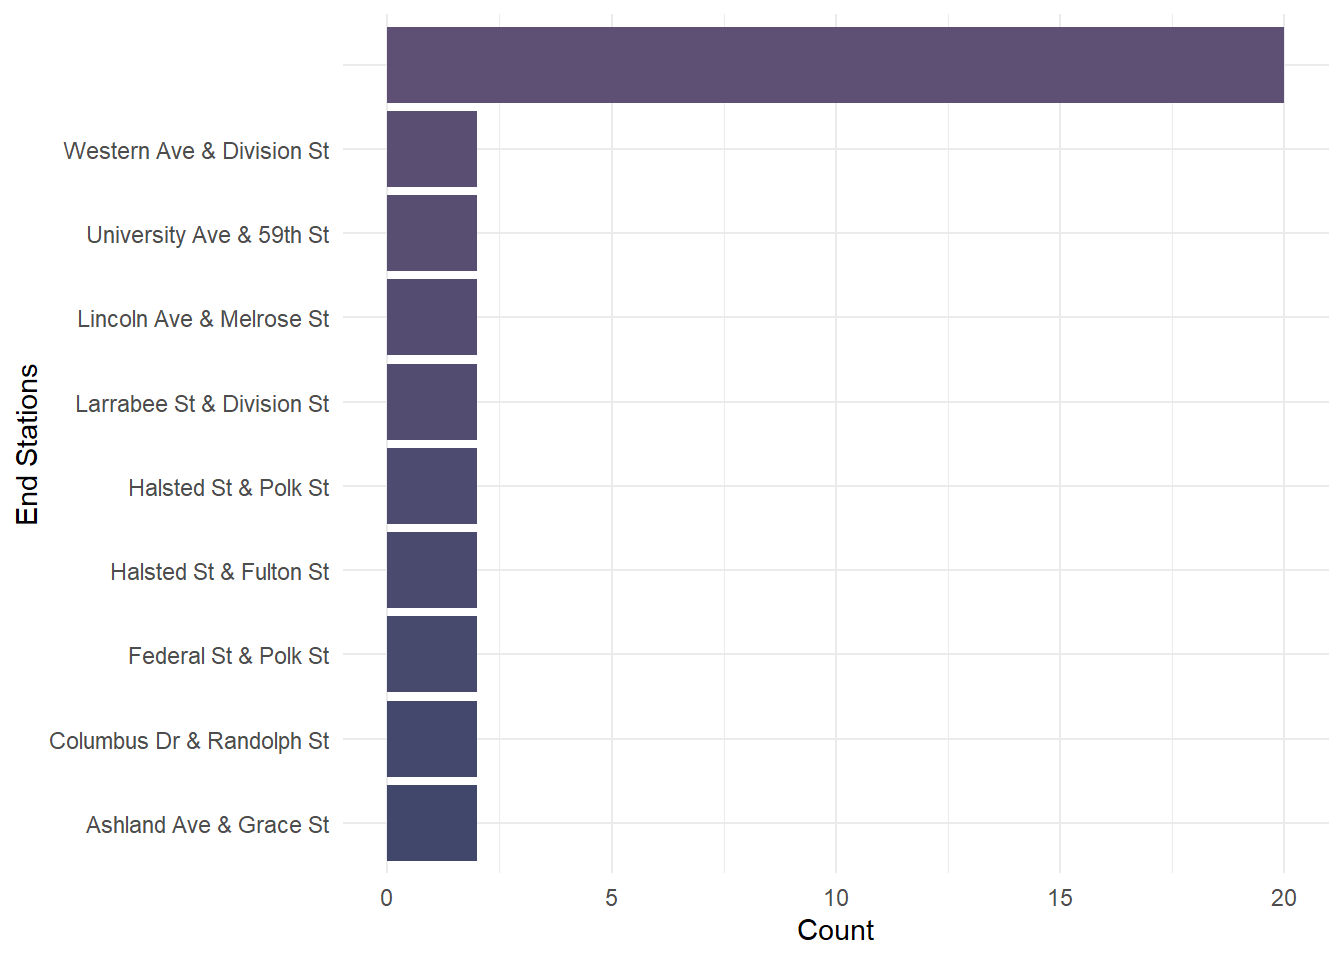 Western Ave & Division St
University Ave & 59th St
Lincoln Ave & Melrose St
Larrabee St & Division St
Halsted St & Polk St
Halsted St & Fulton St
Federal St & Polk St
Columbus Dr & Randolph St
Ashland Ave & Grace St
End Stations
0 5 10 15 20
Count